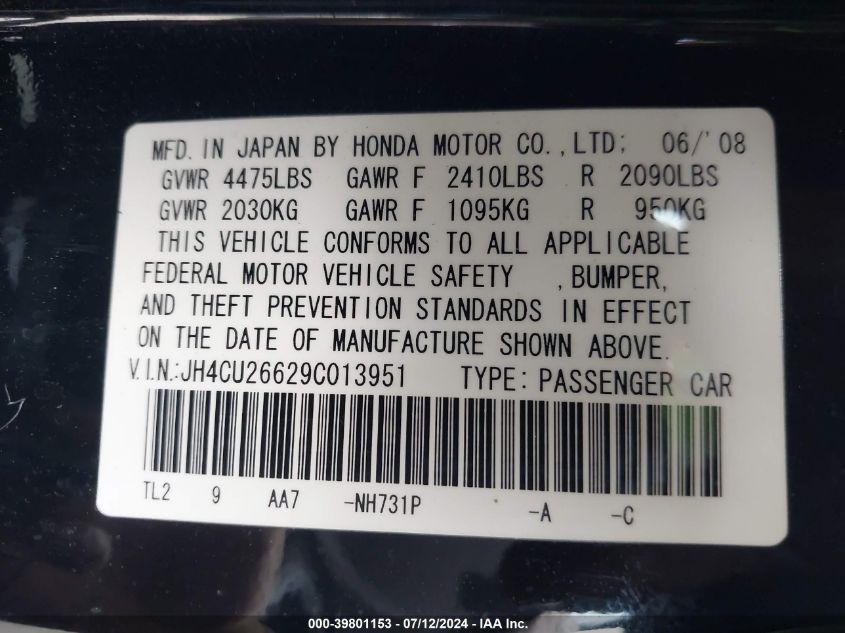 MFD. IN JAPAN BY HONDA MOTOR CO.,LTD; 06/'08
GVWR 4475LBS GAWR F 2410LBS R 2090LBS
GVWR 2030KG GAWR F 1095KG R 950KG
THIS VEHICLE CONFORMS TO ALL APPLICABLE
FEDERAL MOTOR VEHICLE SAFETY , BUMPER,
AND THEFT PREVENTION STANDARDS IN EFFECT
ON THE DATE OF MANUFACTURE SHOWN ABOVE.
V.I.N.:JH4CU26629C013951 TYPE: PASSENGER CAR
TL2 9 AA7 -NH731P -A -C
000-39801153 - 07/12/2024 - IAA Inc.